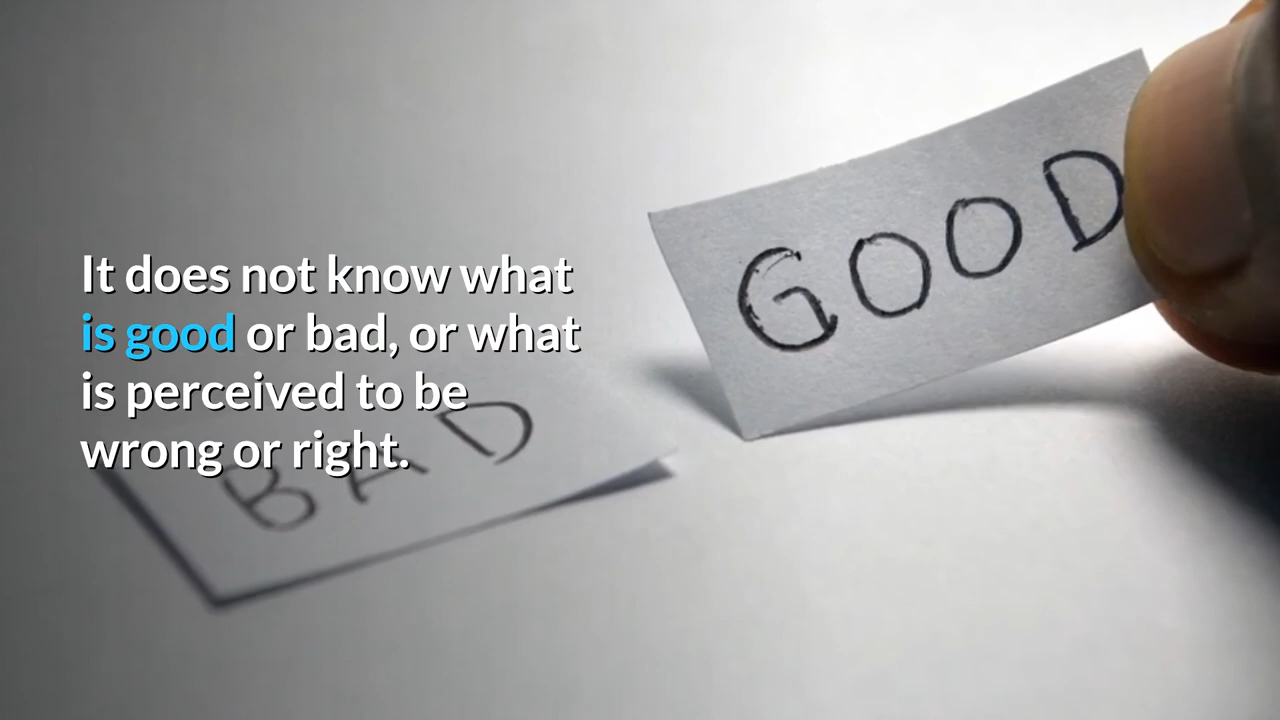 It does not know what
is good or bad, or what
is perceived to be
wrong or right.
GOOD
BAD